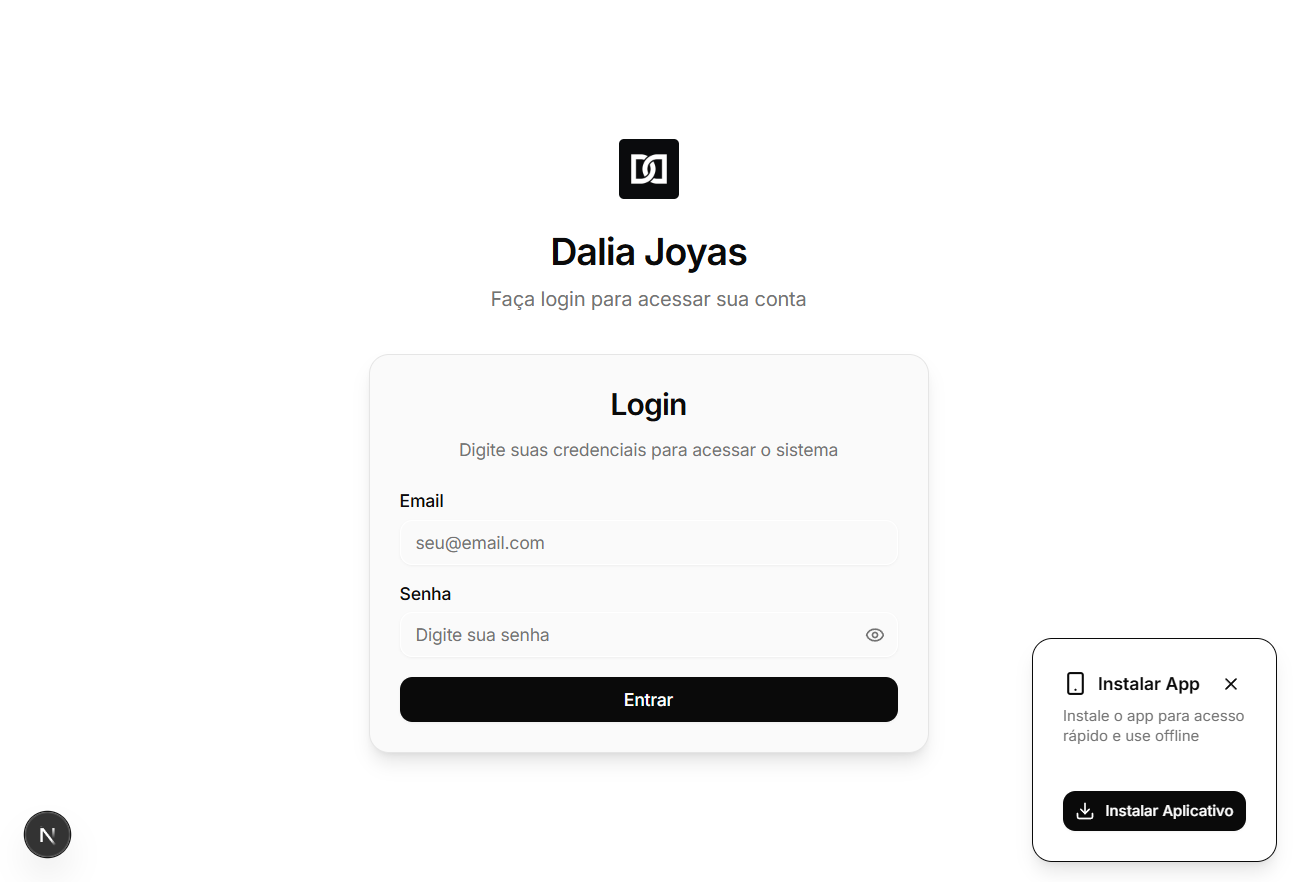 Dalia Joyas
Faça login para acessar sua conta
Login
Digite suas credenciais para acessar o sistema
Email
seu@email.com
Senha
Digite sua senha
Entrar
Instalar App
Instale o app para acesso
rápido e use offline
Instalar Aplicativo
N